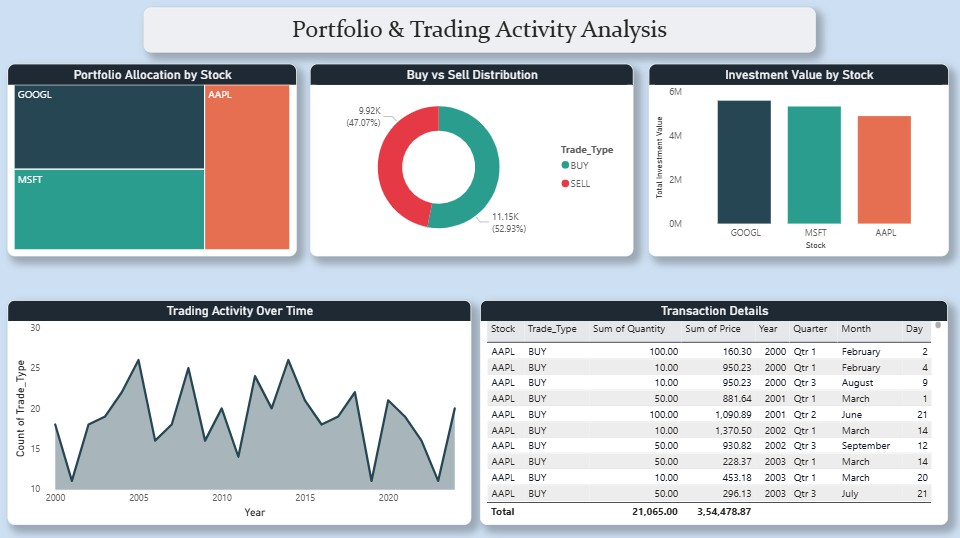 Portfolio & Trading Activity Analysis
Portfolio Allocation by Stock
GOOGL
AAPL
MSFT
Buy vs Sell Distribution
9.92K
(47.07%)
11.15K
(52.93%)
Trade_Type
BUY
SELL
Investment Value by Stock
Total Investment Value
6M
4M
2M
0M
GOOGL MSFT AAPL
Stock
Trading Activity Over Time
Count of Trade_Type
30
25
20
15
10
2000 2005 2010 2015 2020
Year
Transaction Details
Stock Trade_Type Sum of Quantity Sum of Price Year Quarter Month Day
AAPL BUY 100.00 160.30 2000 Qtr 1 February 2
AAPL BUY 10.00 950.23 2000 Qtr 1 February 4
AAPL BUY 10.00 950.23 2000 Qtr 3 August 9
AAPL BUY 50.00 881.64 2001 Qtr 1 March 1
AAPL BUY 100.00 1,090.89 2001 Qtr 2 June 21
AAPL BUY 10.00 1,370.50 2002 Qtr 1 March 14
AAPL BUY 50.00 930.82 2002 Qtr 3 September 12
AAPL BUY 50.00 228.37 2003 Qtr 1 March 14
AAPL BUY 10.00 453.18 2003 Qtr 1 March 20
AAPL BUY 50.00 296.13 2003 Qtr 3 July 21
Total 21,065.00 3,54,478.87